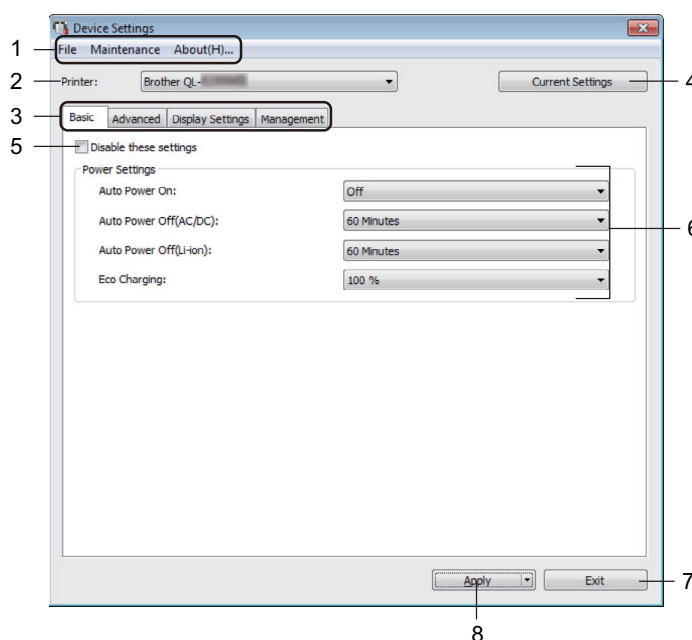 Device Settings
1 File Maintenance About(H)...
2 Printer: Brother QL- Current Settings 4
3 Basic Advanced Display Settings Management
5 Disable these settings
Power Settings
Auto Power On: Off
Auto Power Off(AC/DC): 60 Minutes 6
Auto Power Off(Li-ion): 60 Minutes
Eco Charging: 100 %
Apply Exit 7
8